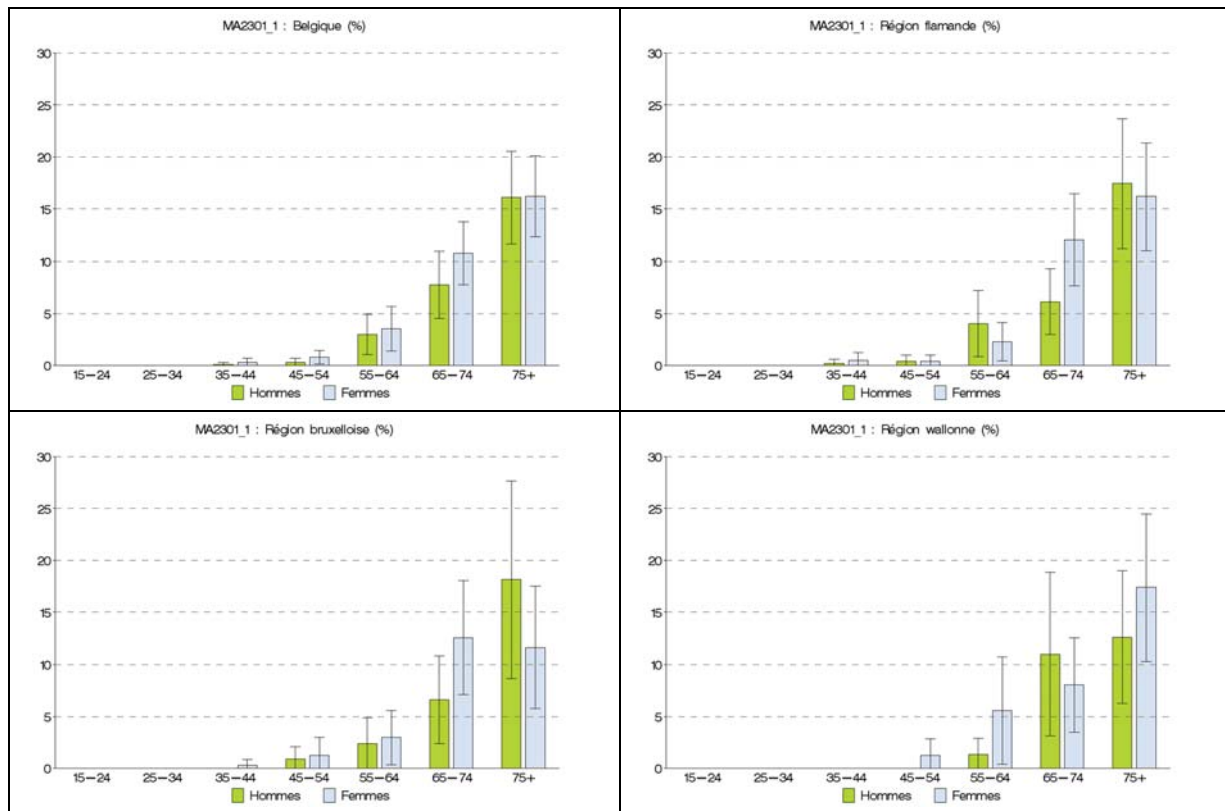 MA2301_1 : Belgique (%)
30
25
20
15
10
5
0
15-24 25-34 35-44 45-54 55-64 65-74 75+
Hommes Femmes
MA2301_1 : Région flamande (%)
30
25
20
15
10
5
0
15-24 25-34 35-44 45-54 55-64 65-74 75+
Hommes Femmes
MA2301_1 : Région bruxelloise (%)
30
25
20
15
10
5
0
15-24 25-34 35-44 45-54 55-64 65-74 75+
Hommes Femmes
MA2301_1 : Région wallonne (%)
30
25
20
15
10
5
0
15-24 25-34 35-44 45-54 55-64 65-74 75+
Hommes Femmes